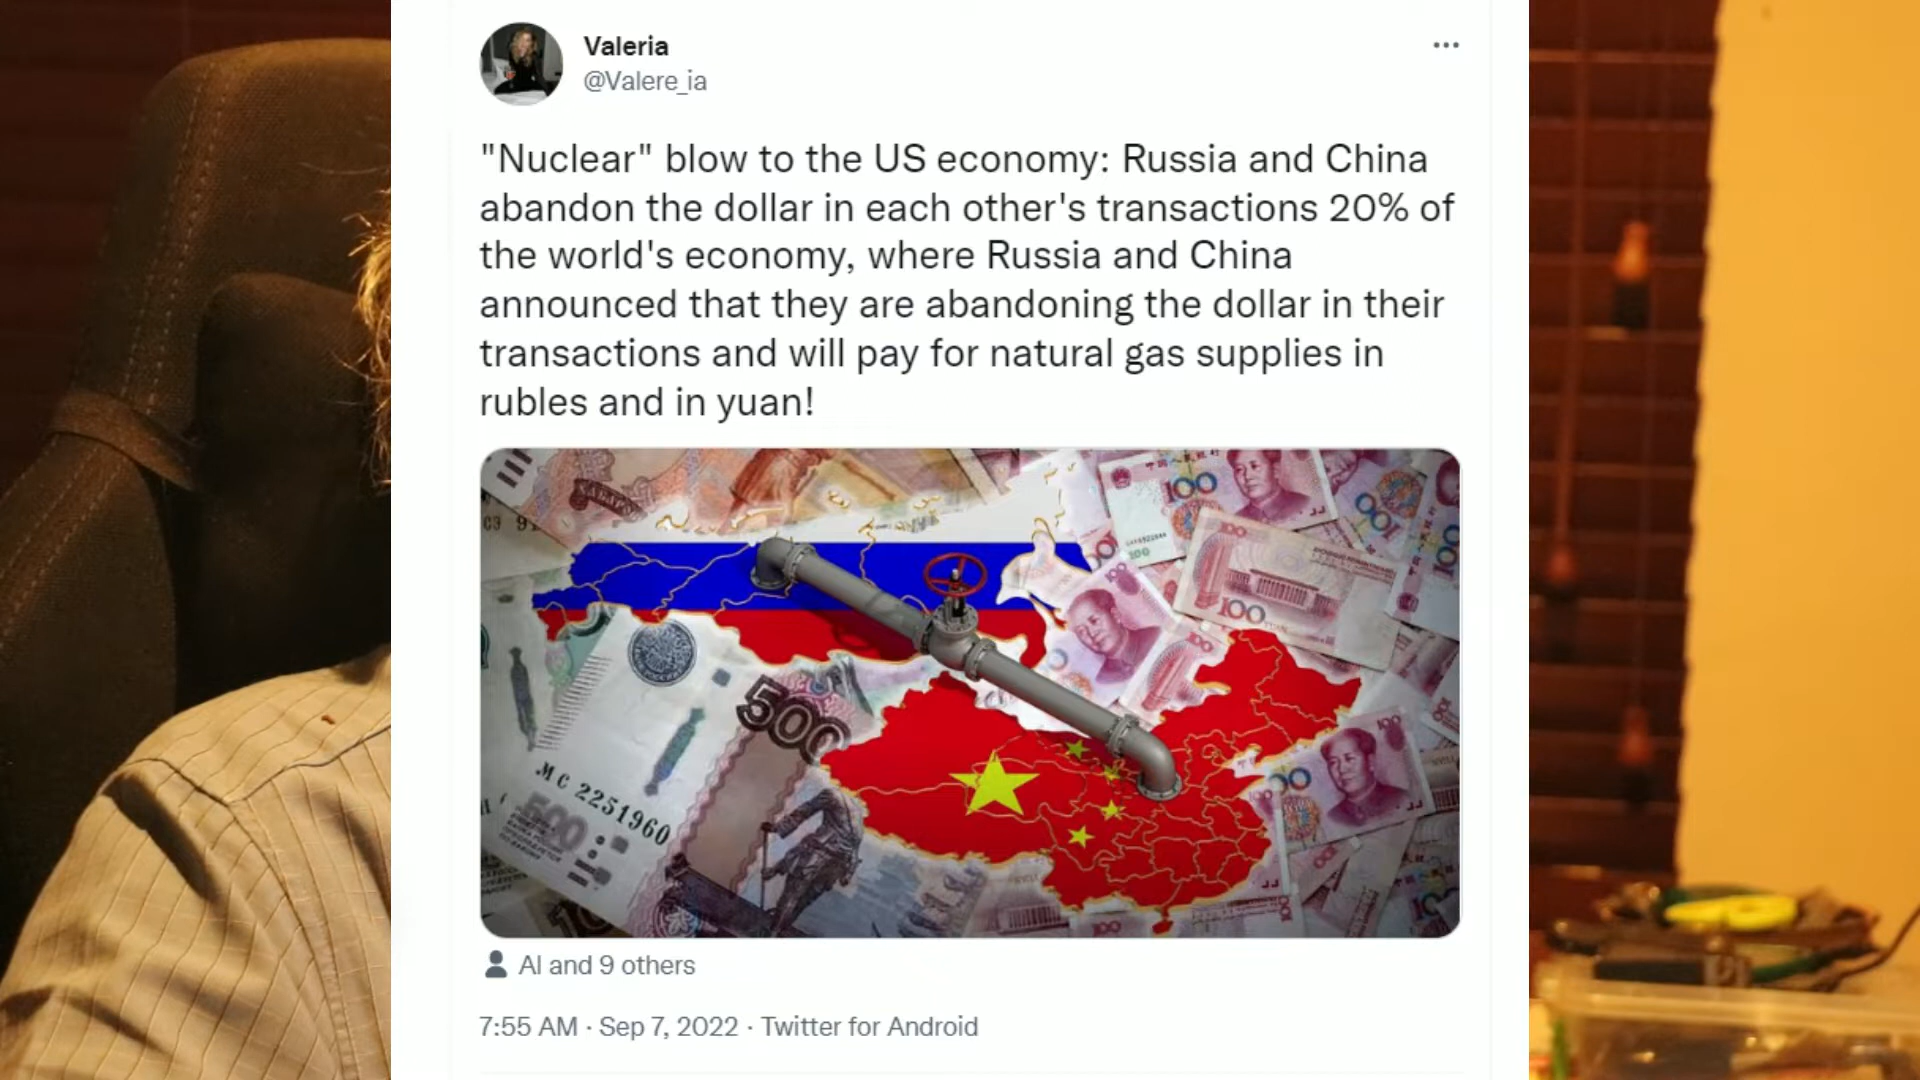 Valeria
@Valere_ia
"Nuclear" blow to the US economy: Russia and China
abandon the dollar in each other's transactions 20% of
the world's economy, where Russia and China
announced that they are abandoning the dollar in their
transactions and will pay for natural gas supplies in
rubles and in yuan!
100
100
100
100
500
МС 2251960
500
100
Al and 9 others
7:55 AM · Sep 7, 2022 · Twitter for Android